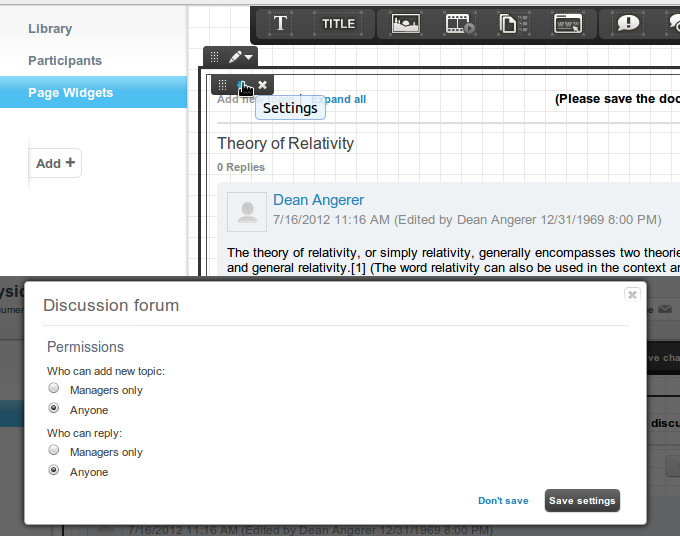 Library
Participants
Page Widgets
Add +
T TITLE
Expand all
(Please save the doc
Settings
Theory of Relativity
0 Replies
Dean Angerer
7/16/2012 11:16 AM (Edited by Dean Angerer 12/31/1969 8:00 PM)
The theory of relativity, or simply relativity, generally encompasses two theorie
and general relativity.[1] (The word relativity can also be used in the context a
Discussion forum
Permissions
Who can add new topic:
Managers only
Anyone
Who can reply:
Managers only
Anyone
Don't save Save settings
ve cha
discu
7/16/2012 11:16 AM (Edited by Dean Angerer 12/31/1969 8:00 PM)